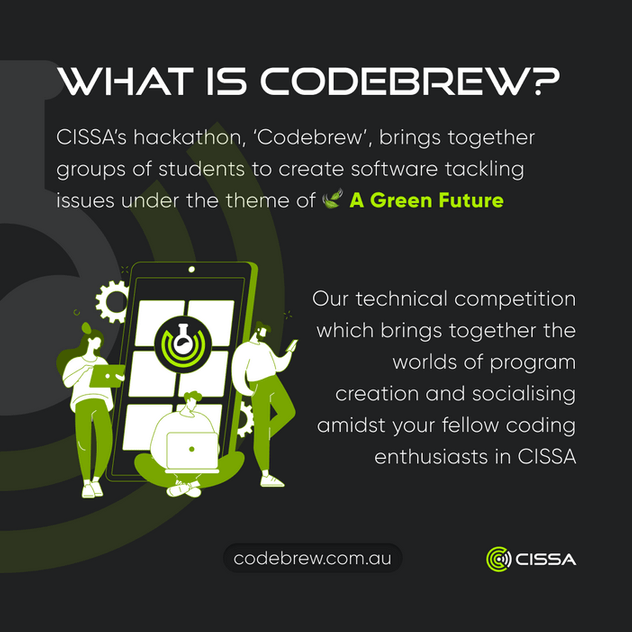 WHAT IS CODEBREW?
CISSA's hackathon, 'Codebrew', brings together
groups of students to create software tackling
issues under the theme of A Green Future
Our technical competition
which brings together the
worlds of program
creation and socialising
amidst your fellow coding
enthusiasts in CISSA
codebrew.com.au
CISSA